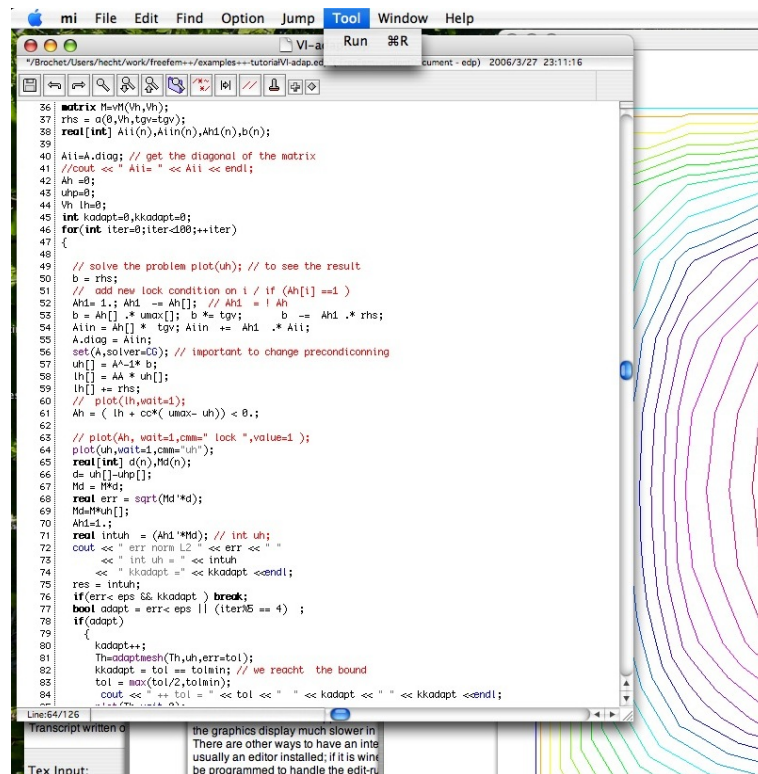 mi File Edit Find Option Jump Tool Window Help
Run ⌘R
VI-a
*/Brochet/Users/hecht/work/freefem++/examples++-tutorial/VI-adap.ed cument - edp) 2006/3/27 23:11:16
36 matrix M=vM(Vh,Vh);
37 rhs = a(0,Vh,tgv=tgv);
38 real[int] Aii(n),Aiin(n),Ah1(n),b(n);
39
40 Aii=A.diag; // get the diagonal of the matrix
41 //cout << " Aii= " << Aii << endl;
42 Ah =0;
43 uhp=0;
44 Vh lh=0;
45 int kadapt=0,kkadapt=0;
46 for(int iter=0;iter<100;++iter)
47 {
48
49 // solve the problem plot(uh); // to see the result
50 b = rhs;
51 // add new lock condition on i / if (Ah[i] ==1 )
52 Ah1= 1.; Ah1 -= Ah[]; // Ah1 = ! Ah
53 b = Ah[] .* umax[]; b *= tgv; b -= Ah1 .* rhs;
54 Aiin = Ah[] * tgv; Aiin += Ah1 .* Aii;
55 A.diag = Aiin;
56 set(A,solver=CG); // important to change precondiconning
57 uh[] = A^-1* b;
58 lh[] = AA * uh[];
59 lh[] += rhs;
60 // plot(lh,wait=1);
61 Ah = ( lh + cc*( umax- uh)) < 0.;
62
63 // plot(Ah, wait=1,cmm=" lock ",value=1 );
64 plot(uh,wait=1,cmm="uh");
65 real[int] d(n),Md(n);
66 d= uh[]-uhp[];
67 Md = M*d;
68 real err = sqrt(Md'*d);
69 Md=M*uh[];
70 Ah1=1.;
71 real intuh = (Ah1'*Md); // int uh;
72 cout << " err norm L2 " << err << " "
73 << " int uh = " << intuh
74 << " kkadapt =" << kkadapt <<endl;
75 res = intuh;
76 if(err< eps && kkadapt ) break;
77 bool adapt = err< eps || (iter%5 == 4) ;
78 if(adapt)
79 {
80 kadapt++;
81 Th=adaptmesh(Th,uh,err=tol);
82 kkadapt = tol == tolmin; // we reacht the bound
83 tol = max(tol/2,tolmin);
84 cout << " ++ tol = " << tol << " " << kadapt << " " << kkadapt <<endl;
Line:64/126
Transcript written o
the graphics display much slower in
There are other ways to have an inte
usually an editor installed; if it is wine
Tex Input:
be programmed to handle the edit-ru